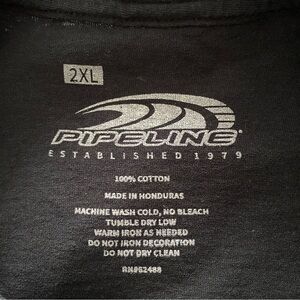 2XL
PIPELINE
ESTABLISHED 1979
100% COTTON
MADE IN HONDURAS
MACHINE WASH COLD, NO BLEACH
TUMBLE DRY LOW
WARM IRON AS NEEDED
DO NOT IRON DECORATION
DO NOT DRY CLEAN
RN#62488